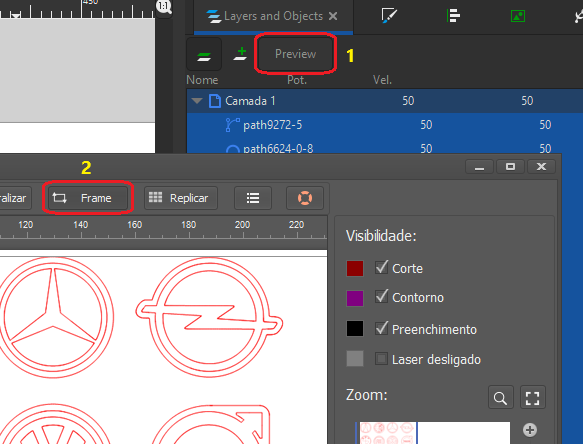 1:1
450
Layers and Objects
Preview
1
Nome Pot. Vel.
Camada 1 50 50
path9272-5 50 50
path6624-0-8 50 50
2
ralizar Frame Replicar
120 140 160 180 200 220
Visibilidade:
Corte
Contorno
Preenchimento
Laser desligado
Zoom: